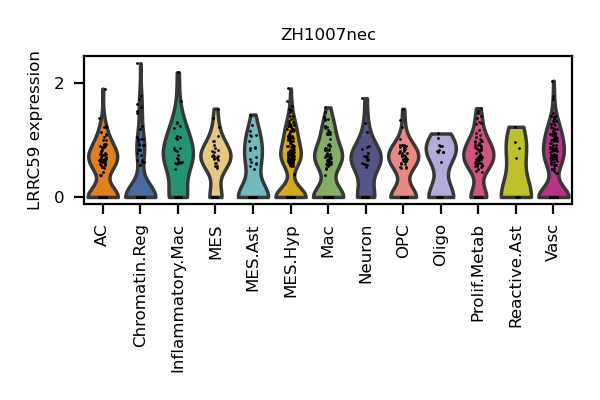 ZH1007nec
LRRC59 expression
2
0
AC
Chromatin.Reg
Inflammatory.Mac
MES
MES.Ast
MES.Hyp
Mac
Neuron
OPC
Oligo
Prolif.Metab
Reactive.Ast
Vasc